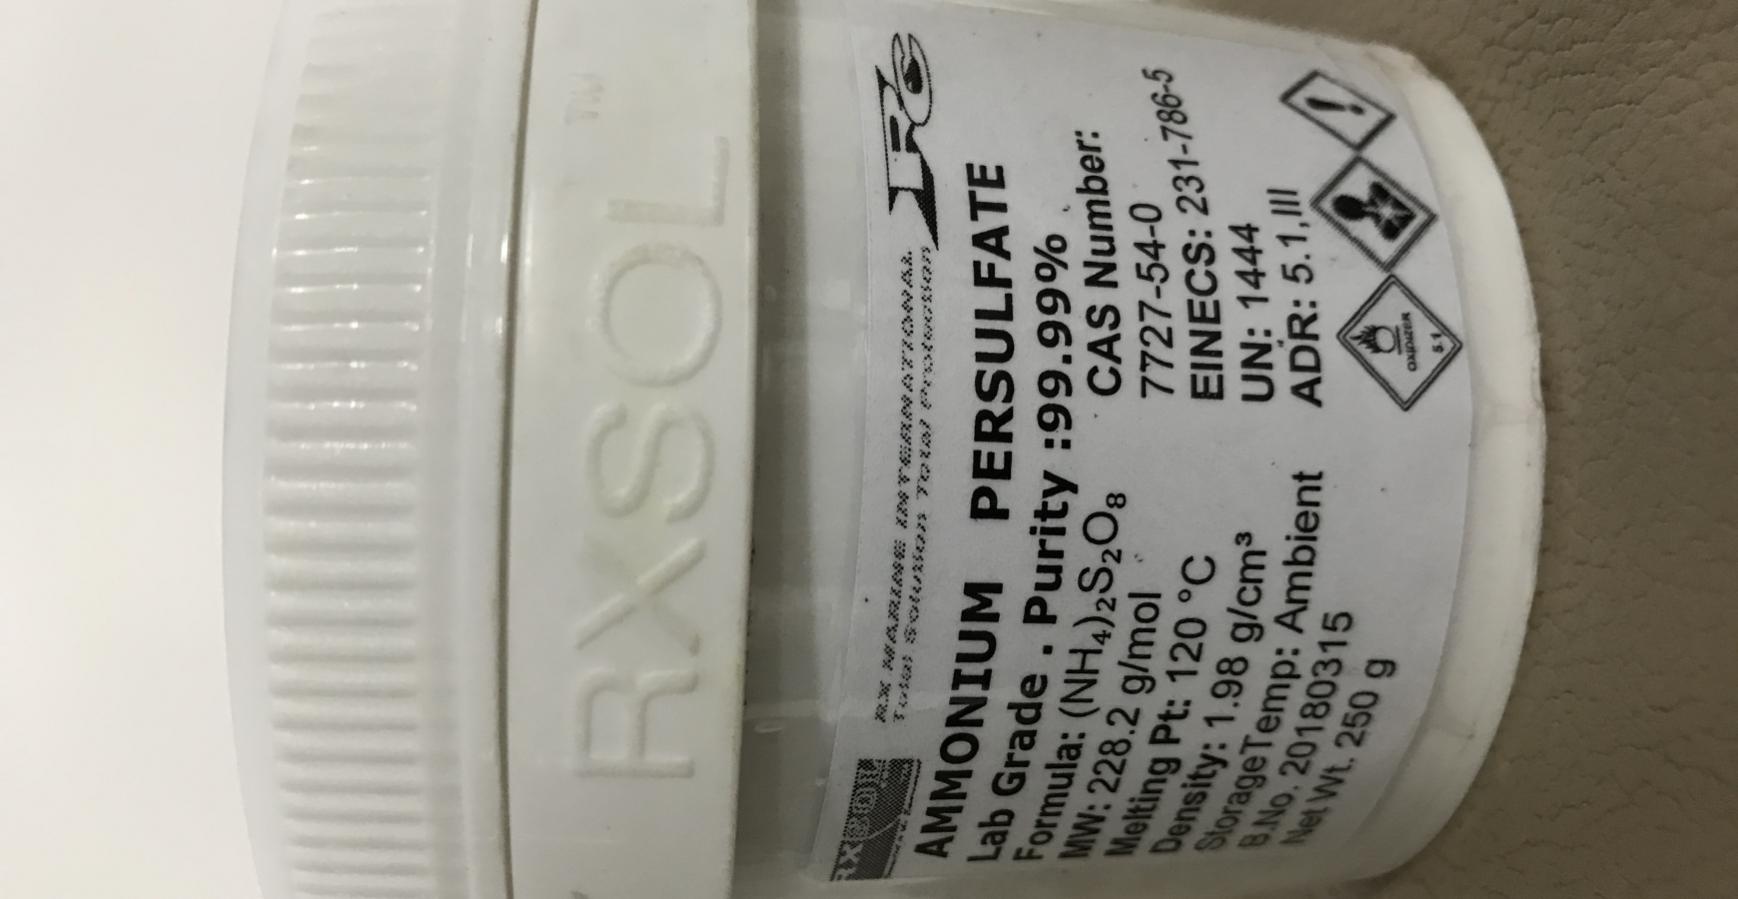 RXSOL™
RX SOL
RX MARINE INTERNATIONAL
Total Solution Total Protection
AMMONIUM PERSULFATE
Lab Grade . Purity :99.99%
Formula: (NH₄)₂S₂O₈
MW: 228.2 g/mol
Melting Pt: 120 °C
Density: 1.98 g/cm³
StorageTemp: Ambient
B.No. 20180315
Net Wt. 250 g
CAS Number:
7727-54-0
EINECS: 231-786-5
UN: 1444
ADR: 5.1,III
OXIDIZER
5.1